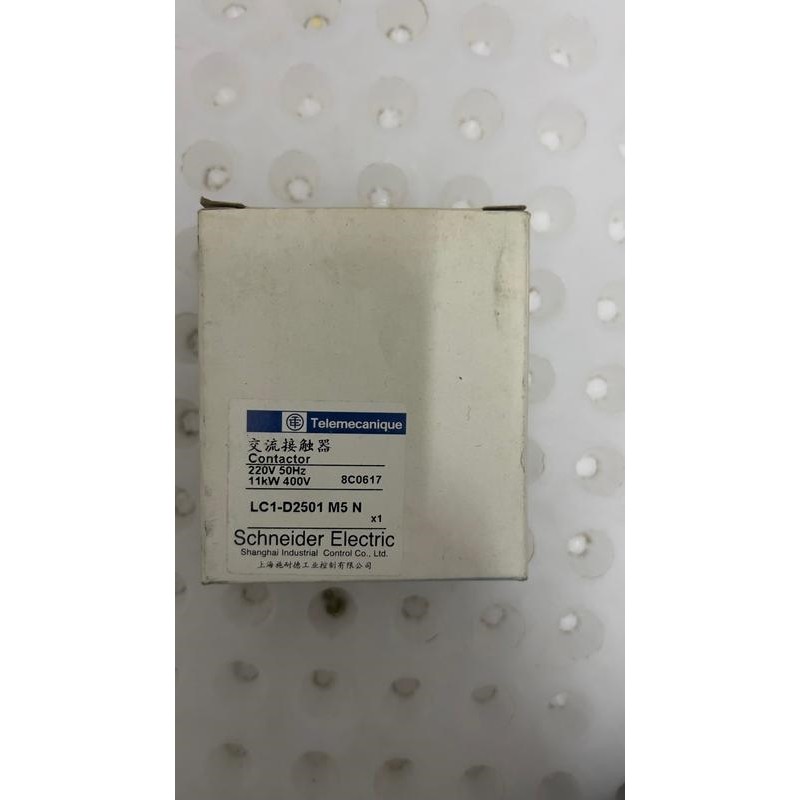 Telemecanique
交流接触器
Contactor
220V 50Hz
11kW 400V 8C0617
LC1-D2501 M5 N
x1
Schneider Electric
Shanghai Industrial Control Co., Ltd.
上海施耐德工业控制有限公司